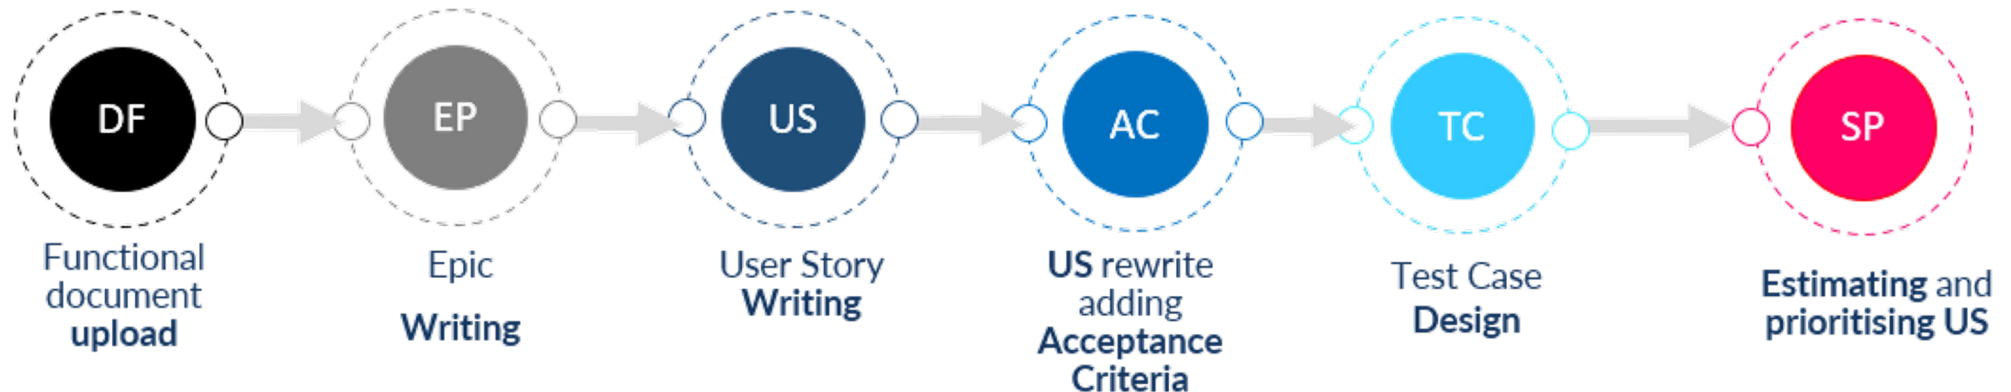 DF
EP
US
AC
TC
SP
Functional
document
upload
Epic
Writing
User Story
Writing
US rewrite
adding
Acceptance
Criteria
Test Case
Design
Estimating and
prioritising US